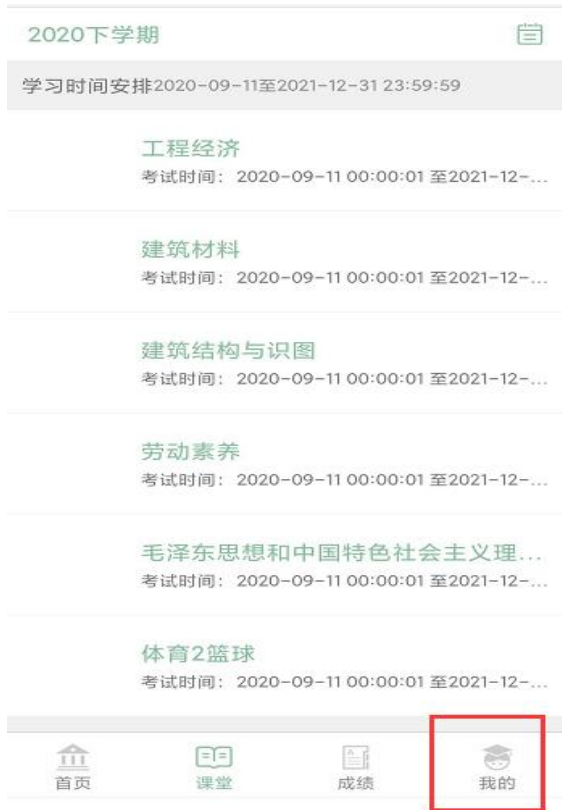 2020下学期
学习时间安排2020-09-11至2021-12-31 23:59:59
工程经济
考试时间: 2020-09-11 00:00:01 至2021-12-...
建筑材料
考试时间: 2020-09-11 00:00:01 至2021-12-...
建筑结构与识图
考试时间: 2020-09-11 00:00:01 至2021-12-...
劳动素养
考试时间: 2020-09-11 00:00:01 至2021-12-...
毛泽东思想和中国特色社会主义理...
考试时间: 2020-09-11 00:00:01 至2021-12-...
体育2篮球
考试时间: 2020-09-11 00:00:01 至2021-12-...
首页 课堂 成绩 我的